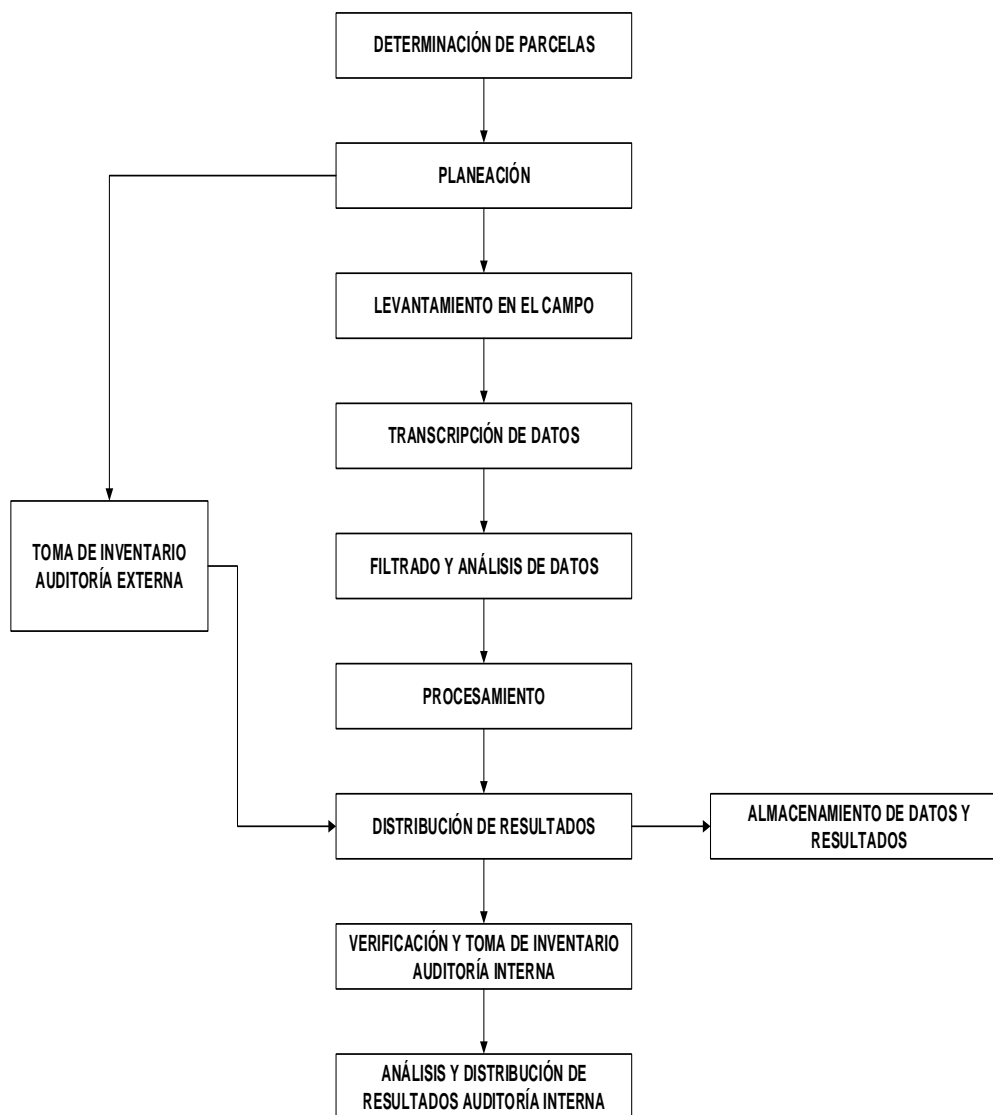 DETERMINACIÓN DE PARCELAS
PLANEACIÓN
LEVANTAMIENTO EN EL CAMPO
TRANSCRIPCIÓN DE DATOS
TOMA DE INVENTARIO
AUDITORÍA EXTERNA
FILTRADO Y ANÁLISIS DE DATOS
PROCESAMIENTO
DISTRIBUCIÓN DE RESULTADOS
ALMACENAMIENTO DE DATOS Y
RESULTADOS
VERIFICACIÓN Y TOMA DE INVENTARIO
AUDITORÍA INTERNA
ANÁLISIS Y DISTRIBUCIÓN DE
RESULTADOS AUDITORÍA INTERNA